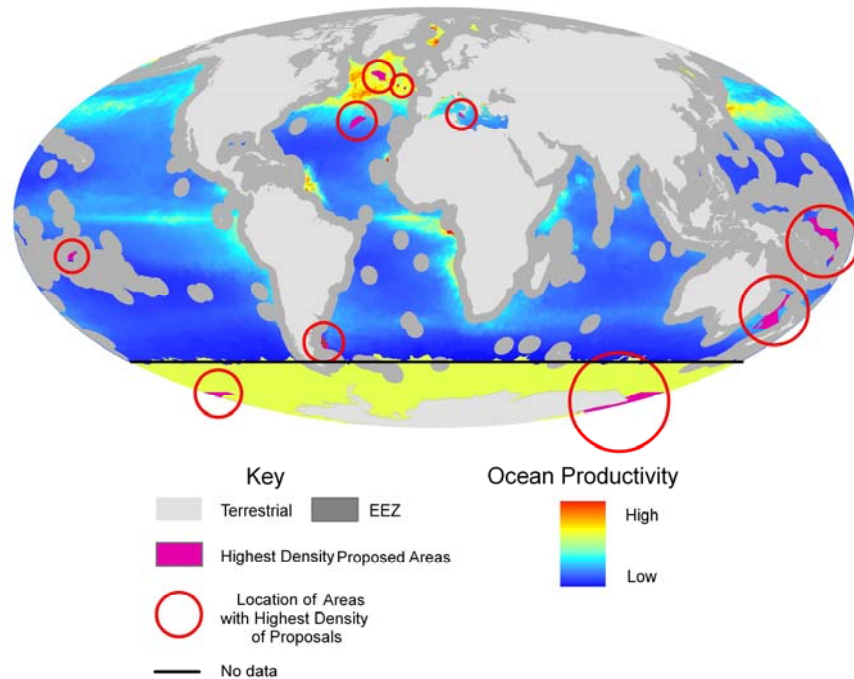 Key
Terrestrial
EEZ
Highest Density Proposed Areas
Location of Areas
with Highest Density
of Proposals
No data
Ocean Productivity
High
Low